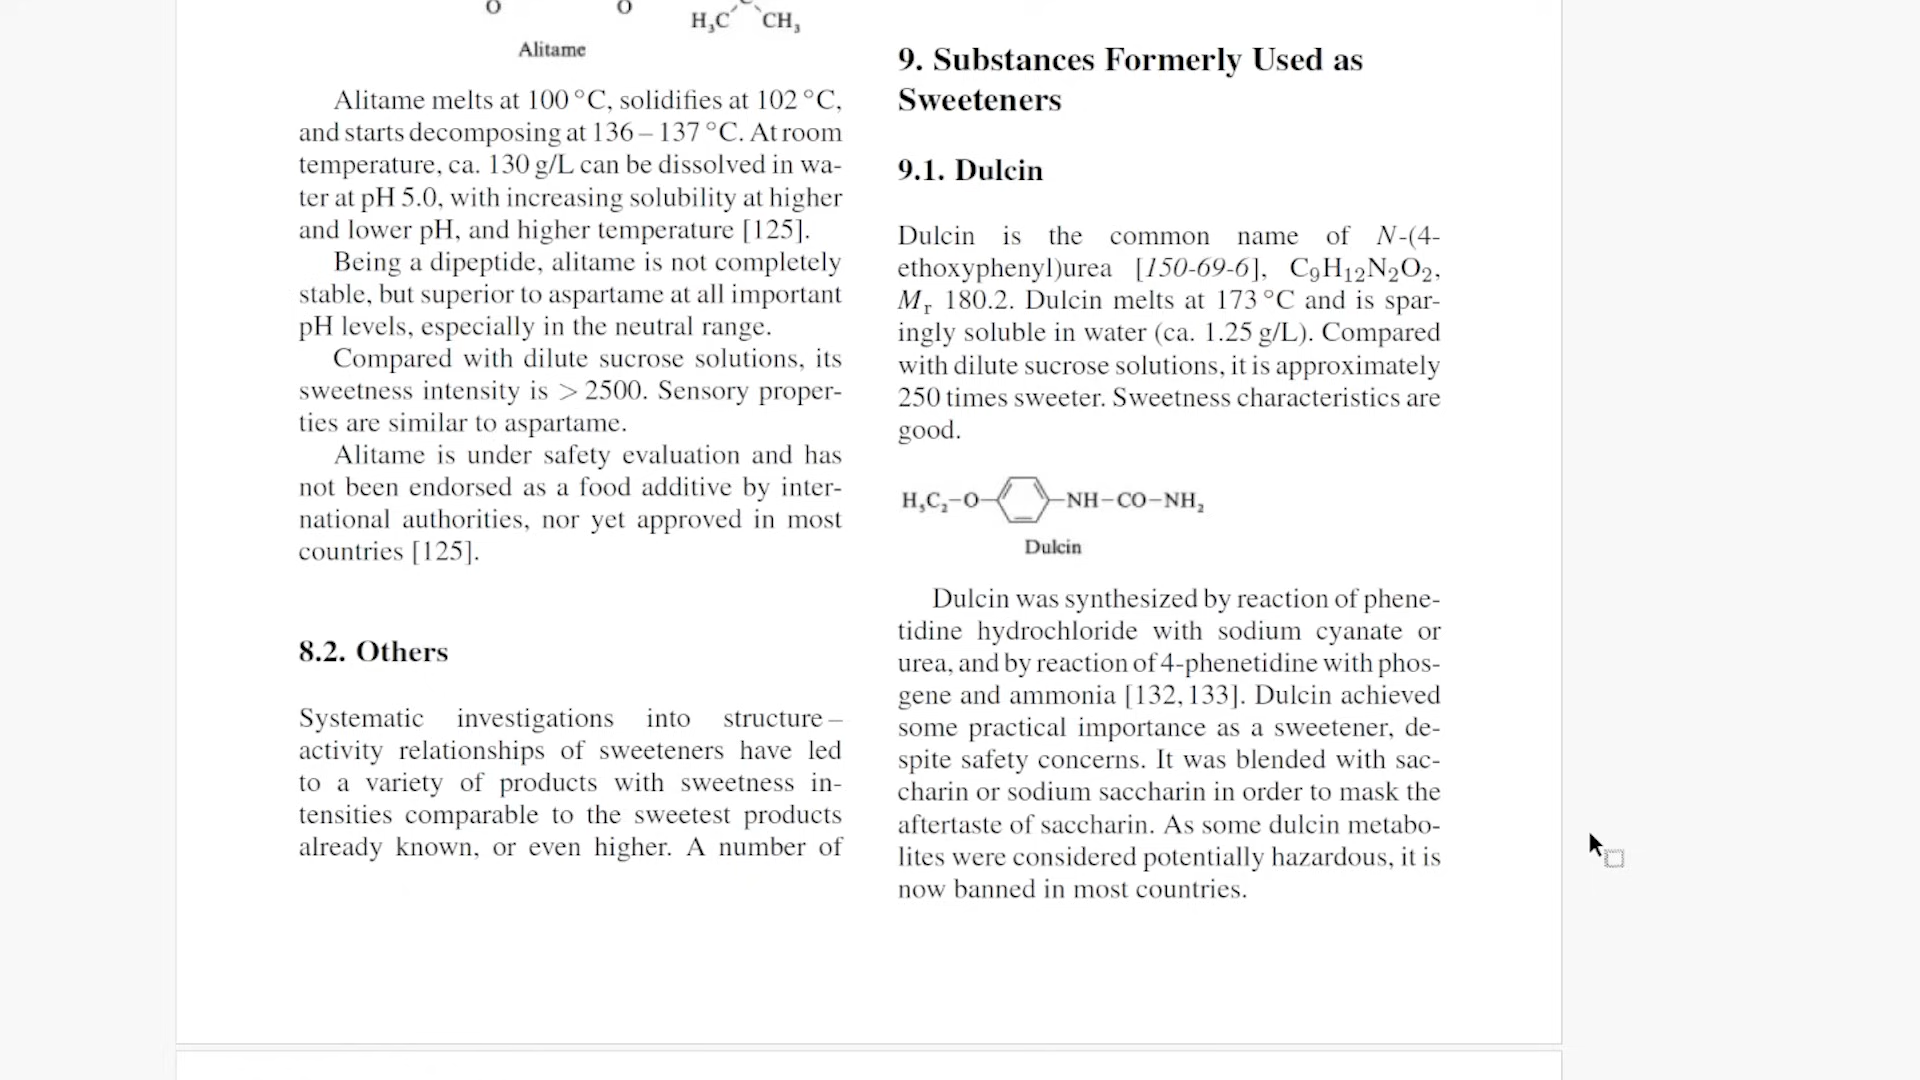 O O H₃C CH₃
Alitame
Alitame melts at 100 °C, solidifies at 102 °C,
and starts decomposing at 136 – 137 °C. At room
temperature, ca. 130 g/L can be dissolved in wa-
ter at pH 5.0, with increasing solubility at higher
and lower pH, and higher temperature [125].
Being a dipeptide, alitame is not completely
stable, but superior to aspartame at all important
pH levels, especially in the neutral range.
Compared with dilute sucrose solutions, its
sweetness intensity is > 2500. Sensory proper-
ties are similar to aspartame.
Alitame is under safety evaluation and has
not been endorsed as a food additive by inter-
national authorities, nor yet approved in most
countries [125].
8.2. Others
Systematic investigations into structure –
activity relationships of sweeteners have led
to a variety of products with sweetness in-
tensities comparable to the sweetest products
already known, or even higher. A number of
9. Substances Formerly Used as
Sweeteners
9.1. Dulcin
Dulcin is the common name of N-(4-
ethoxyphenyl)urea [150-69-6], C₉H₁₂N₂O₂,
Mᵣ 180.2. Dulcin melts at 173 °C and is spar-
ingly soluble in water (ca. 1.25 g/L). Compared
with dilute sucrose solutions, it is approximately
250 times sweeter. Sweetness characteristics are
good.
H₅C₂–O– –NH–CO–NH₂
Dulcin
Dulcin was synthesized by reaction of phene-
tidine hydrochloride with sodium cyanate or
urea, and by reaction of 4-phenetidine with phos-
gene and ammonia [132, 133]. Dulcin achieved
some practical importance as a sweetener, de-
spite safety concerns. It was blended with sac-
charin or sodium saccharin in order to mask the
aftertaste of saccharin. As some dulcin metabo-
lites were considered potentially hazardous, it is
now banned in most countries.